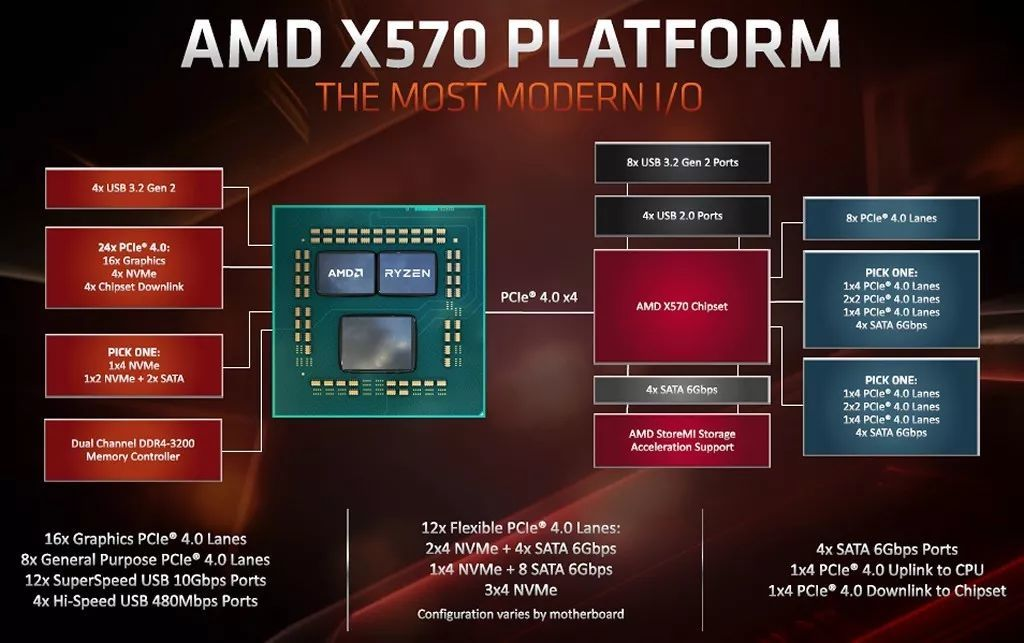 AMD X570 PLATFORM
THE MOST MODERN I/O
4x USB 3.2 Gen 2
24x PCIe® 4.0:
16x Graphics
4x NVMe
4x Chipset Downlink
PICK ONE:
1x4 NVMe
1x2 NVMe + 2x SATA
Dual Channel DDR4-3200
Memory Controller
AMD
RYZEN
PCIe® 4.0 x4
8x USB 3.2 Gen 2 Ports
4x USB 2.0 Ports
AMD X570 Chipset
4x SATA 6Gbps
AMD StoreMI Storage
Acceleration Support
8x PCIe® 4.0 Lanes
PICK ONE:
1x4 PCIe® 4.0 Lanes
2x2 PCIe® 4.0 Lanes
1x4 PCIe® 4.0 Lanes
4x SATA 6Gbps
PICK ONE:
1x4 PCIe® 4.0 Lanes
2x2 PCIe® 4.0 Lanes
1x4 PCIe® 4.0 Lanes
4x SATA 6Gbps
16x Graphics PCIe® 4.0 Lanes
8x General Purpose PCIe® 4.0 Lanes
12x SuperSpeed USB 10Gbps Ports
4x Hi-Speed USB 480Mbps Ports
12x Flexible PCIe® 4.0 Lanes:
2x4 NVMe + 4x SATA 6Gbps
1x4 NVMe + 8 SATA 6Gbps
3x4 NVMe
Configuration varies by motherboard
4x SATA 6Gbps Ports
1x4 PCIe® 4.0 Uplink to CPU
1x4 PCIe® 4.0 Downlink to Chipset